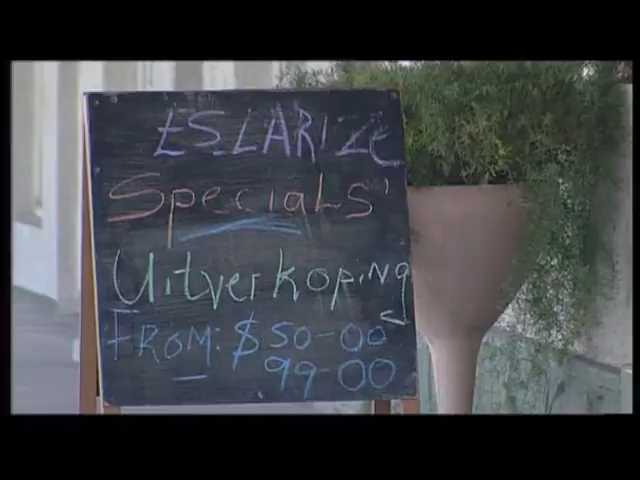 ESLARIZE
Specials'
Uitverkoping
FROM: $50-00
99-00